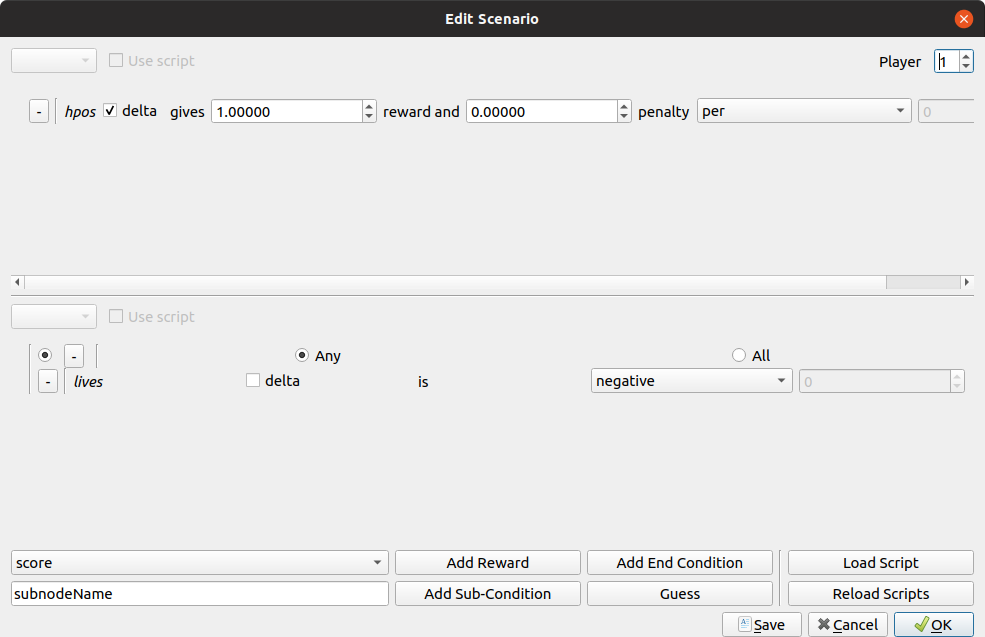 Edit Scenario
Use script Player 1
- hpos delta gives 1.00000 reward and 0.00000 penalty per 0
Use script
- Any All
- lives delta is negative 0
score Add Reward Add End Condition Load Script
subnodeName Add Sub-Condition Guess Reload Scripts
Save Cancel OK